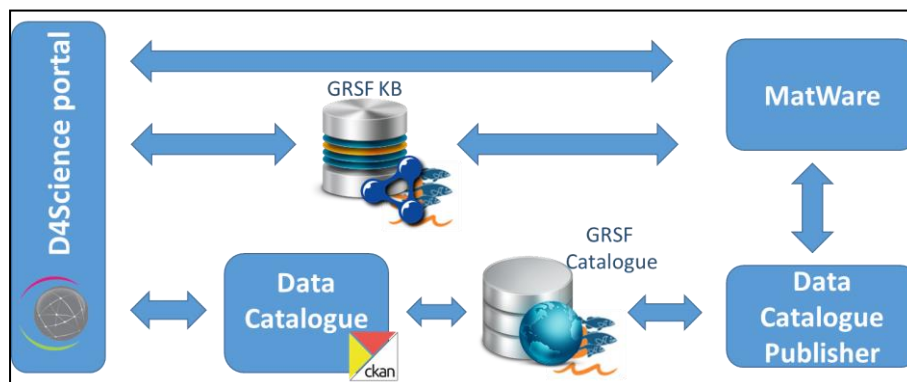 D4Science portal
GRSF KB
MatWare
GRSF
Catalogue
Data
Catalogue
ckan
Data
Catalogue
Publisher